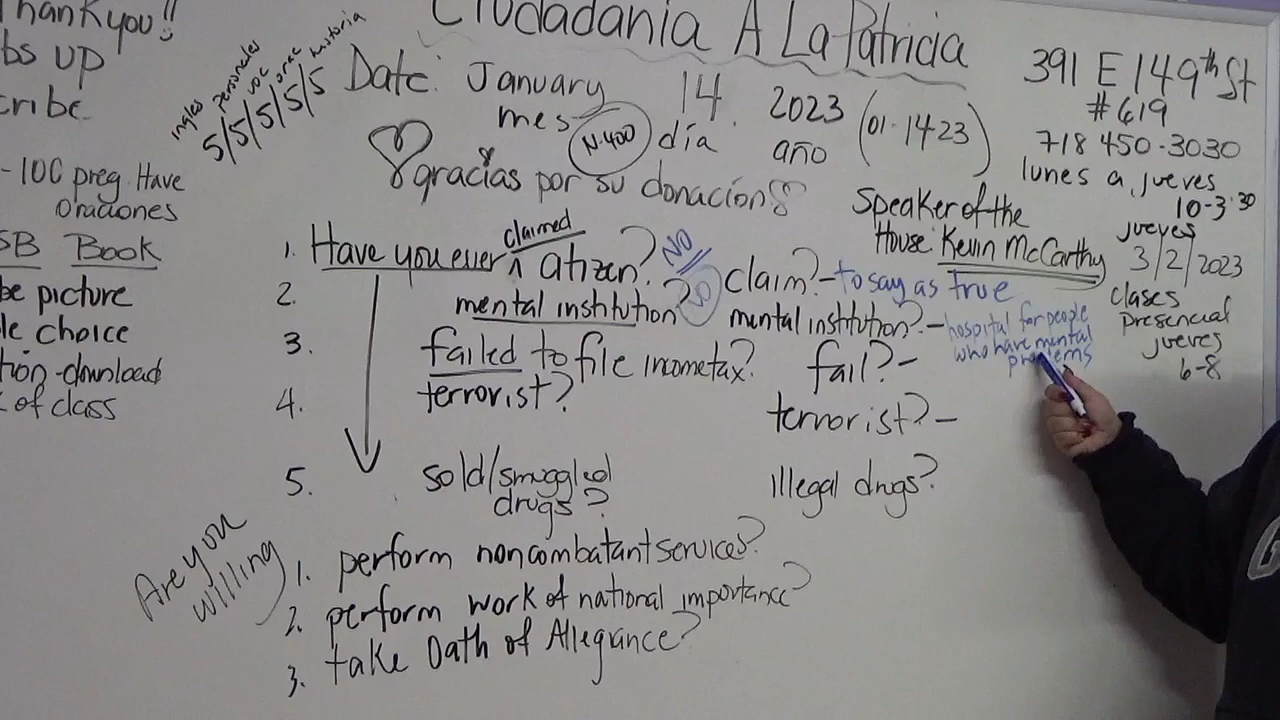 Thank you!!
bs up
cribe
Ingles personales voc orac historia
5/5/5/5/5
- 100 preg. Have
Oraciones
SB Book
be picture
le choice
tion-download
of class
Ciudadania A La Patricia
Date: January 14. 2023 (01-14-23)
mes día año
N-400
gracias por su donación
1. Have you ever claimed citizen? NO
2. mental institution? NO
3. failed to file income tax?
4. terrorist?
5. sold/smuggled
drugs?
Are you
willing
1. perform noncombatant services?
2. perform work of national importance?
3. take Oath of Allegrance?
Speaker of the
House: Kevin McCarthy
claim? - to say as true
mental institution? - hospital for people
who have mental
problems
fail? -
terrorist? -
illegal drugs?
391 E 149th St
#619
718 450-3030
lunes a jueves
10-3:30
jueves
3/2/2023
clases
presencial
jueves
6-8
G